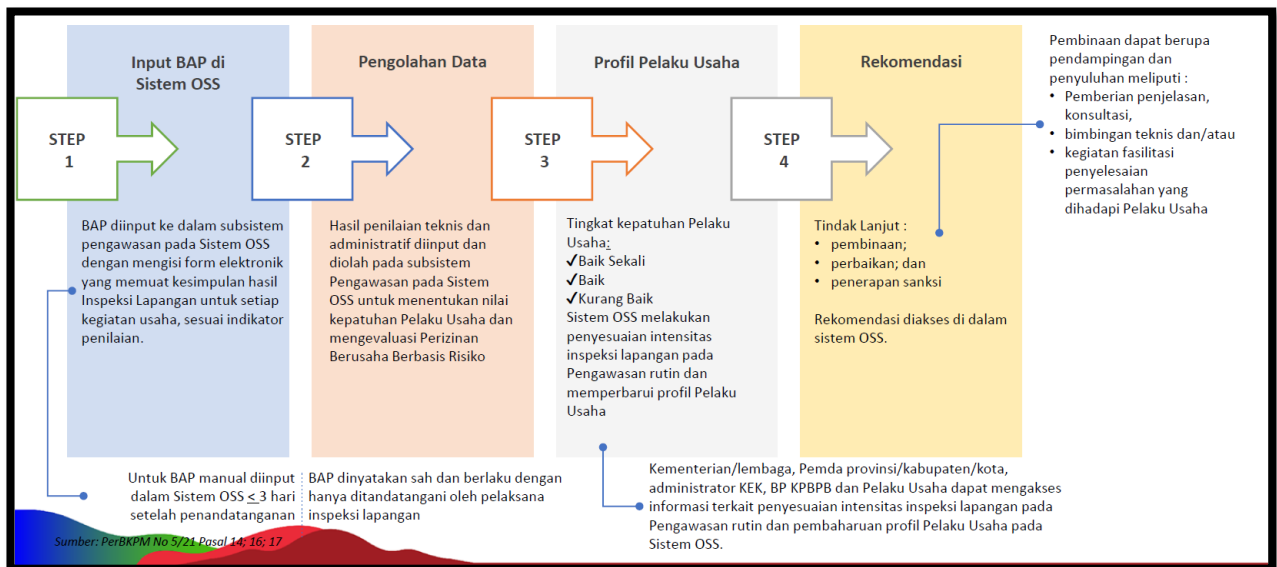 Input BAP di
Sistem OSS
STEP
1
BAP diinput ke dalam subsistem
pengawasan pada Sistem OSS
dengan mengisi form elektronik
yang memuat kesimpulan hasil
Inspeksi Lapangan untuk setiap
kegiatan usaha, sesuai indikator
penilaian.
Pengolahan Data
STEP
2
Hasil penilaian teknis dan
administratif diinput dan
diolah pada subsistem
Pengawasan pada Sistem
OSS untuk menentukan nilai
kepatuhan Pelaku Usaha dan
mengevaluasi Perizinan
Berusaha Berbasis Risiko
Profil Pelaku Usaha
STEP
3
Tingkat kepatuhan Pelaku
Usaha:
✓Baik Sekali
✓Baik
✓Kurang Baik
Sistem OSS melakukan
penyesuaian intensitas
inspeksi lapangan pada
Pengawasan rutin dan
memperbarui profil Pelaku
Usaha
Rekomendasi
STEP
4
Tindak Lanjut :
• pembinaan;
• perbaikan; dan
• penerapan sanksi
Rekomendasi diakses di dalam
sistem OSS.
Pembinaan dapat berupa
pendampingan dan
penyuluhan meliputi :
• Pemberian penjelasan,
konsultasi,
• bimbingan teknis dan/atau
• kegiatan fasilitasi
penyelesaian
permasalahan yang
dihadapi Pelaku Usaha
Untuk BAP manual diinput
dalam Sistem OSS < 3 hari
setelah penandatanganan
BAP dinyatakan sah dan berlaku dengan
hanya ditandatangani oleh pelaksana
inspeksi lapangan
Kementerian/lembaga, Pemda provinsi/kabupaten/kota,
administrator KEK, BP KPBPB dan Pelaku Usaha dapat mengakses
informasi terkait penyesuaian intensitas inspeksi lapangan pada
Pengawasan rutin dan pembaharuan profil Pelaku Usaha pada
Sistem OSS.
Sumber: PerBKPM No 5/21 Pasal 14; 16; 17